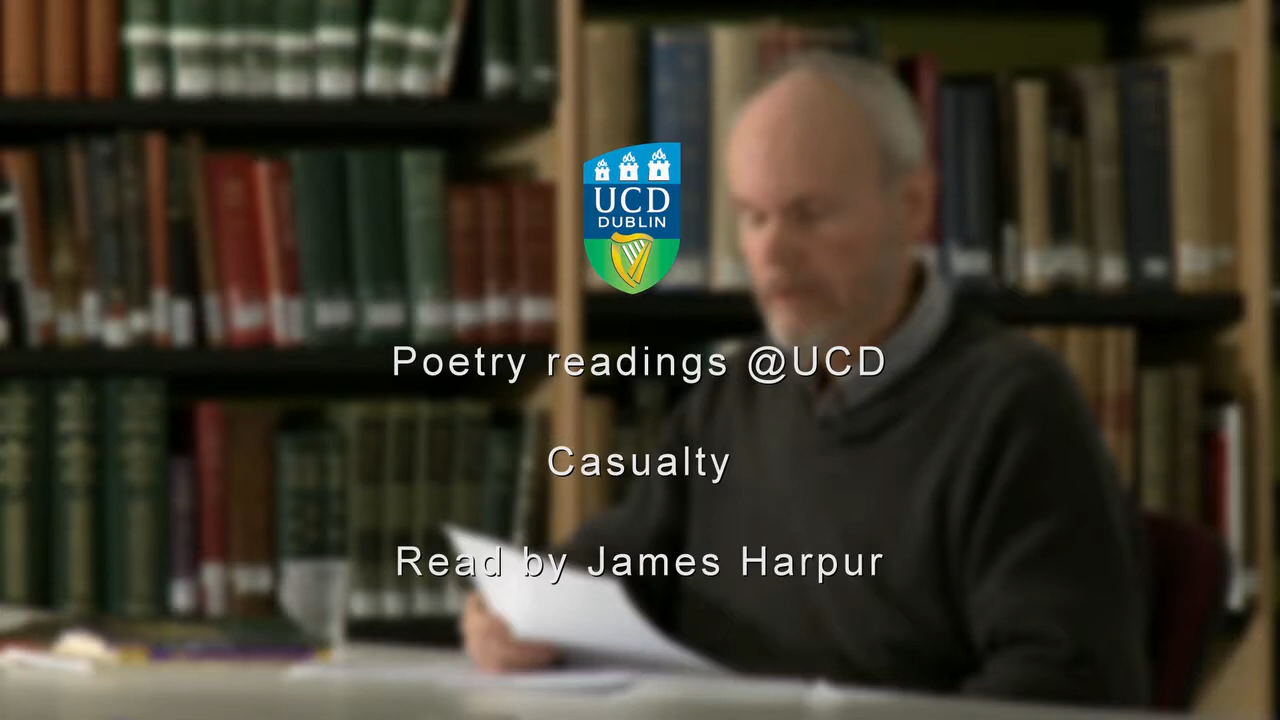 UCD
DUBLIN
Poetry readings @UCD
Casualty
Read by James Harpur